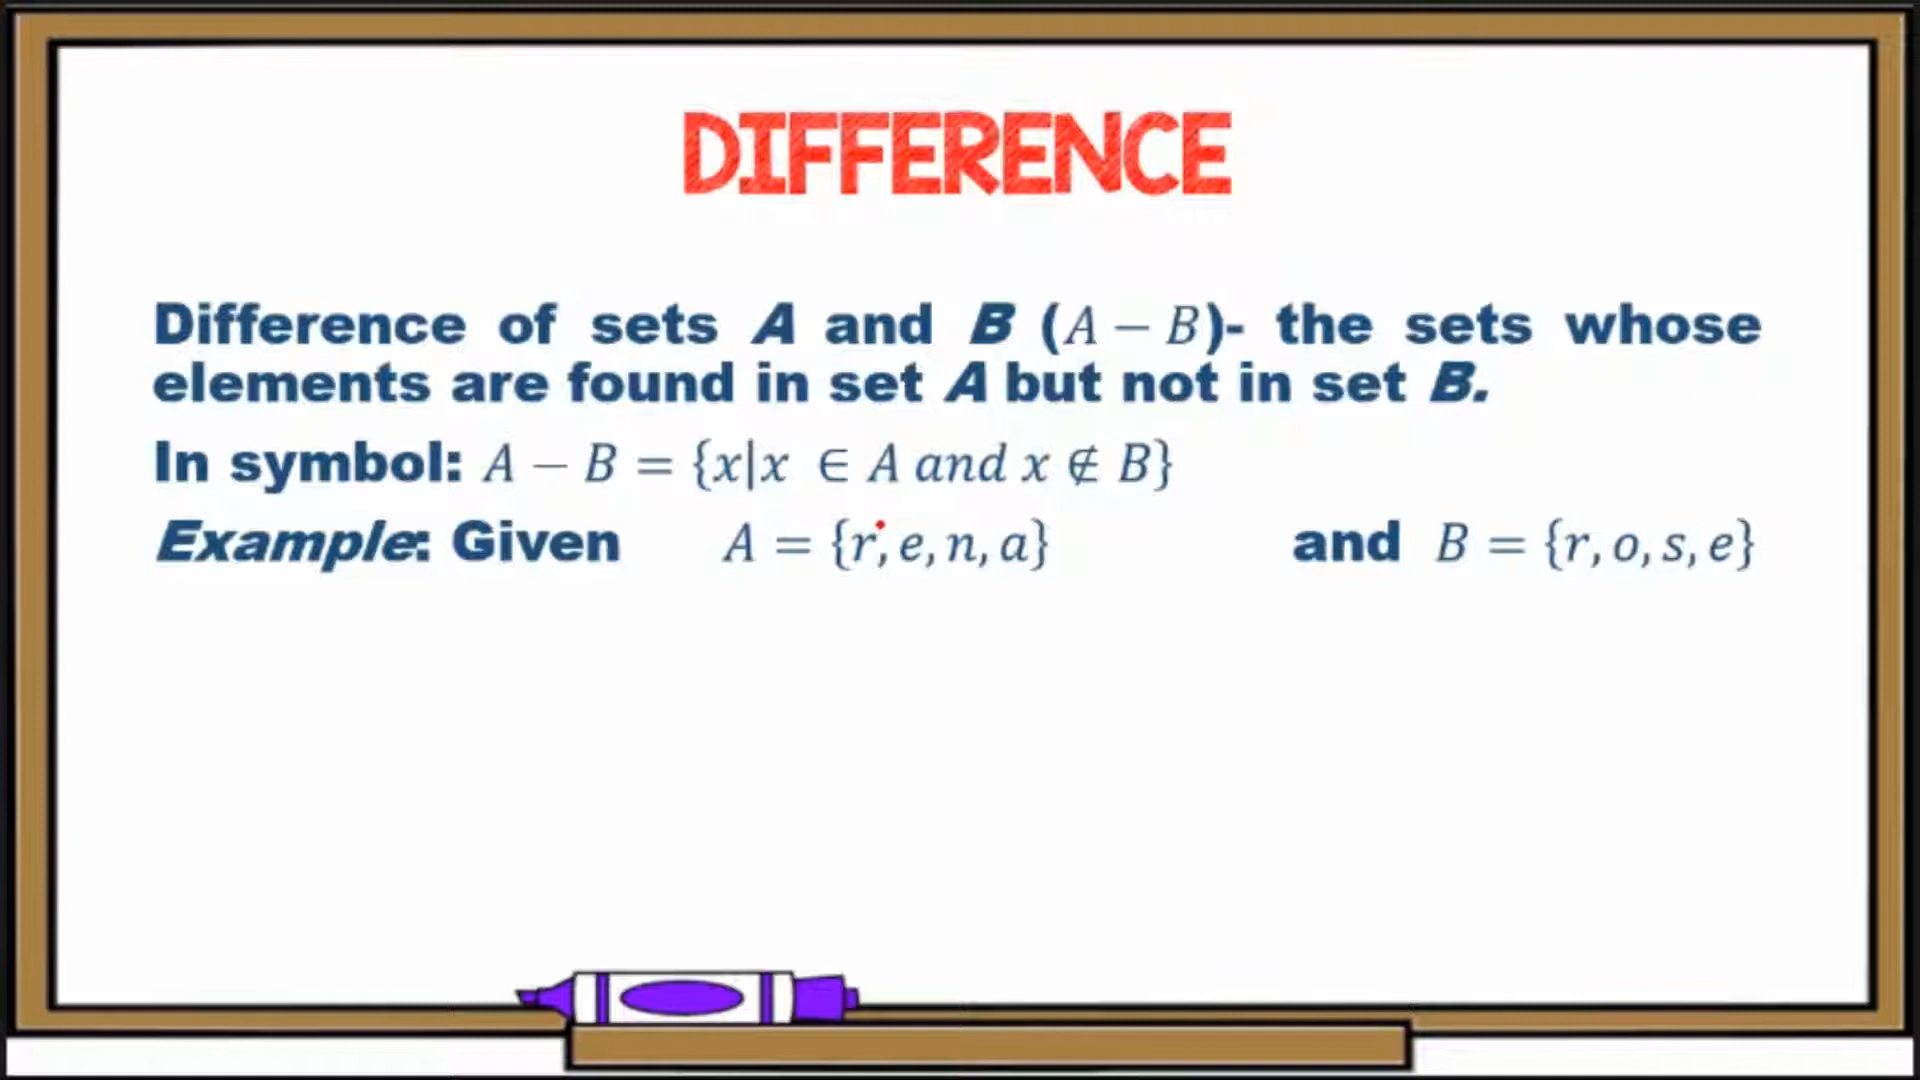 DIFFERENCE
Difference of sets A and B (A − B)- the sets whose
elements are found in set A but not in set B.
In symbol: A − B = {x|x ∈ A and x ∉ B}
Example: Given A = {r, e, n, a} and B = {r, o, s, e}